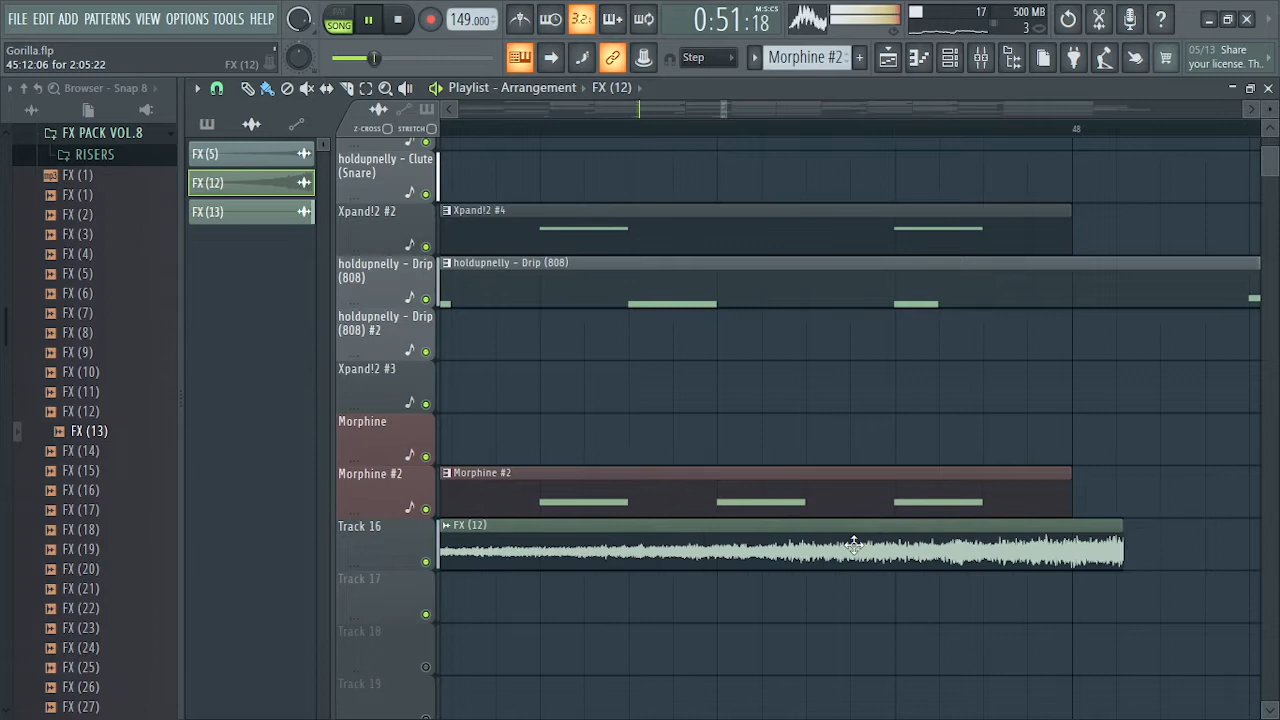 FILE EDIT ADD PATTERNS VIEW OPTIONS TOOLS HELP
PAT
SONG
149.000
3.2:
0:51:18
M:S:CS
17
500 MB
3
Gorilla.flp
45:12:06 for 2:05:22
FX (12)
Step
Morphine #2
05/13 Share
your license. Th...
Browser - Snap 8
Playlist - Arrangement
FX (12)
FX PACK VOL.8
RISERS
FX (1)
FX (1)
FX (2)
FX (3)
FX (4)
FX (5)
FX (6)
FX (7)
FX (8)
FX (9)
FX (10)
FX (11)
FX (12)
FX (13)
FX (14)
FX (15)
FX (16)
FX (17)
FX (18)
FX (19)
FX (20)
FX (21)
FX (22)
FX (23)
FX (24)
FX (25)
FX (26)
FX (27)
FX (5)
FX (12)
FX (13)
Z-CROSS
STRETCH
48
holdupnelly - Clute
(Snare)
Xpand!2 #2
Xpand!2 #4
holdupnelly - Drip
(808)
holdupnelly - Drip (808)
holdupnelly - Drip
(808) #2
Xpand!2 #3
Morphine
Morphine #2
Morphine #2
Track 16
FX (12)
Track 17
Track 18
Track 19